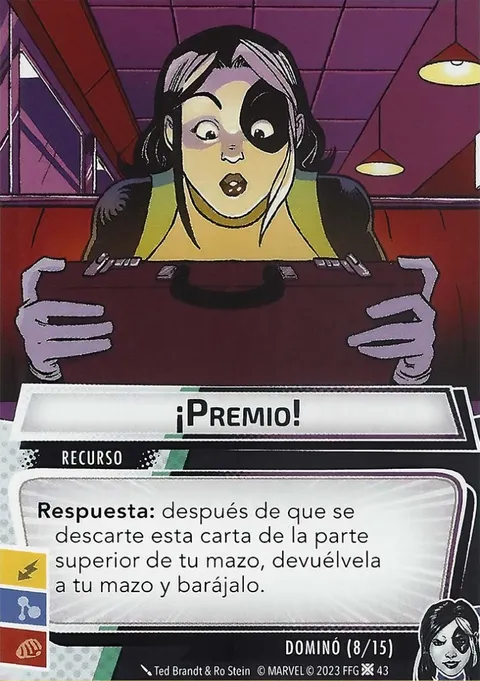 ¡PREMIO!
RECURSO
Respuesta: después de que se
descarte esta carta de la parte
superior de tu mazo, devuélvela
a tu mazo y barájalo.
DOMINÓ (8/15)
Ted Brandt & Ro Stein © MARVEL © 2023 FFG 43